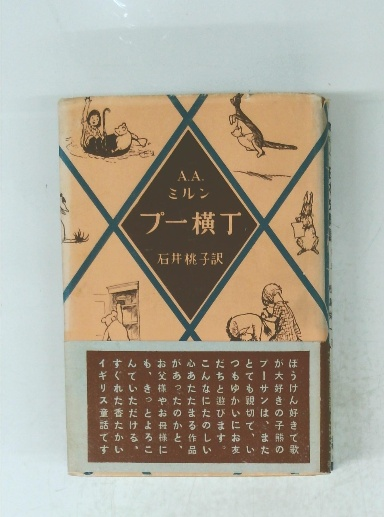 A.A.
ミルン
プー横丁
石井桃子訳
ぼうけん好きで歌
が大好きの子熊の
プーサンは、また
とても親切で、い
つもゆかいにお友
だちと遊びます。
こんなにたのしい
心あたたまる作品
があったのかと、
お父様やお母様に
も、きっとよろこ
んでいただける、
すぐれた香たかい
イギリス童話です